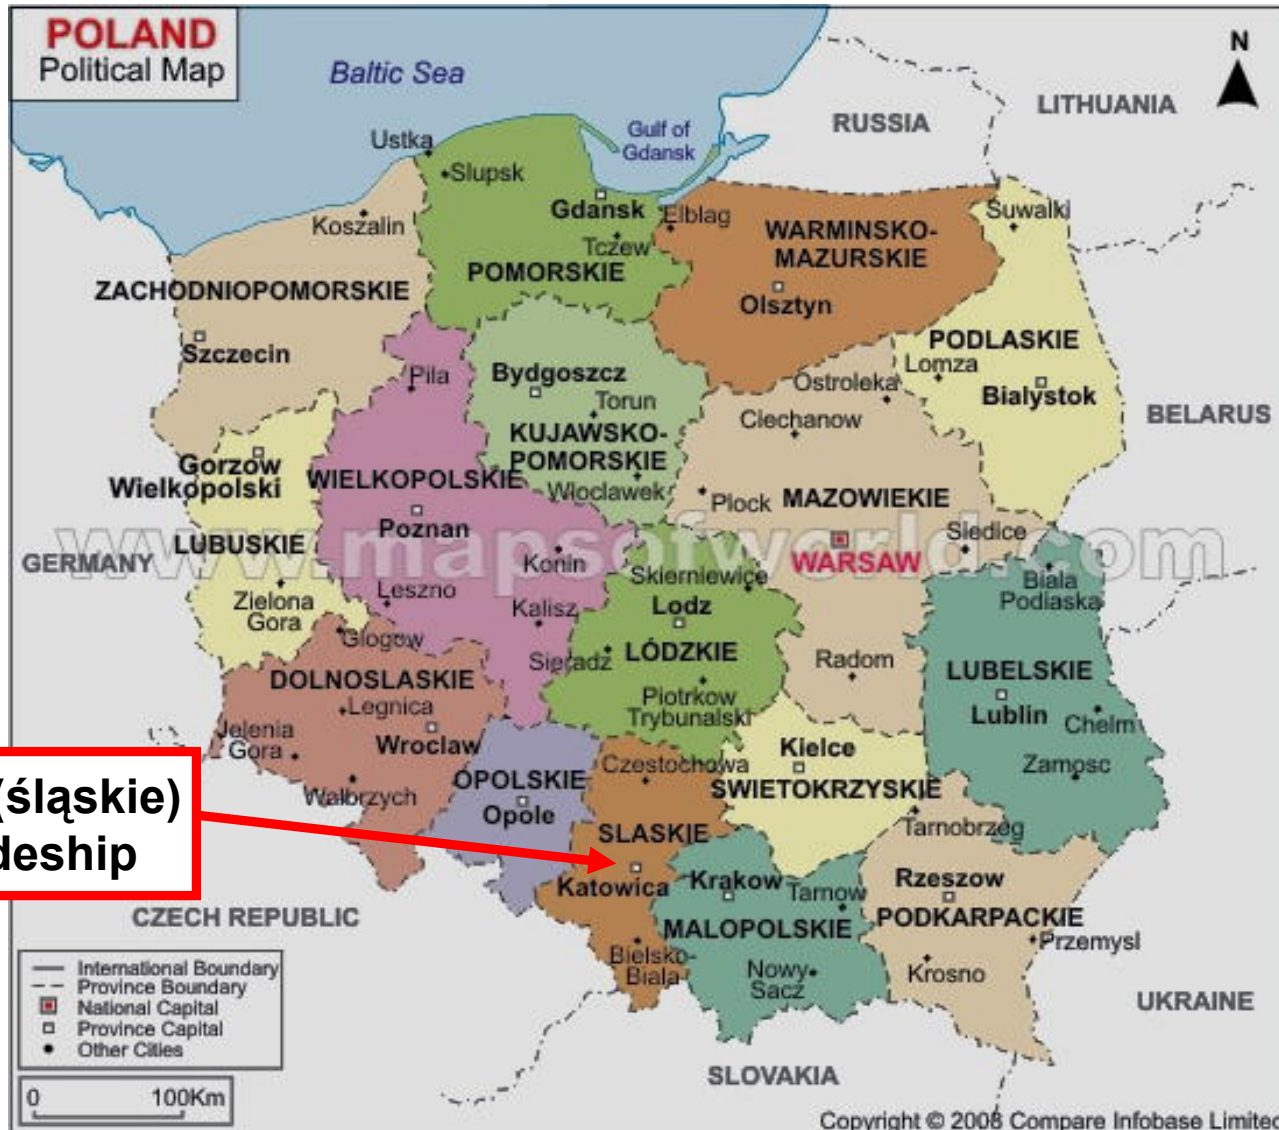 POLAND
Political Map
Baltic Sea
N
LITHUANIA
RUSSIA
Gulf of
Gdansk
Ustka
Slupsk
Gdansk
Elblag
Suwalki
Koszalin
Tczew
WARMINSKO-
MAZURSKIE
POMORSKIE
ZACHODNIOPOMORSKIE
Olsztyn
Szczecin
PODLASKIE
Lomza
Pila
Bydgoszcz
Ostroleka
Bialystok
Torun
Ciechanow
BELARUS
KUJAWSKO-
POMORSKIE
Gorzow
Wielkopolski
WIELKOPOLSKIE
Wloclawek
Plock
MAZOWIEKIE
Poznan
Siedlce
www.mapsofworld.com
LUBUSKIE
GERMANY
WARSAW
Konin
Skierniewice
Biala
Podlaska
Leszno
Zielona
Gora
Kalisz
Lodz
Glogow
Sieradz
LÓDZKIE
Radom
LUBELSKIE
DOLNOSLASKIE
Piotrkow
Trybunalski
Legnica
Lublin
Chelm
Jelenia
Gora
Wroclaw
Kielce
Czestochowa
Zamosc
OPOLSKIE
SWIETOKRZYSKIE
Walbrzych
Opole
(śląskie)
deship
SLASKIE
Tarnobrzeg
Katowica
Krakow
Tarnow
Rzeszow
CZECH REPUBLIC
MALOPOLSKIE
PODKARPACKIE
Przemysl
Bielsko-
Biala
Nowy
Sacz
Krosno
International Boundary
Province Boundary
National Capital
Province Capital
Other Cities
UKRAINE
SLOVAKIA
0 100Km
Copyright © 2008 Compare Infobase Limited